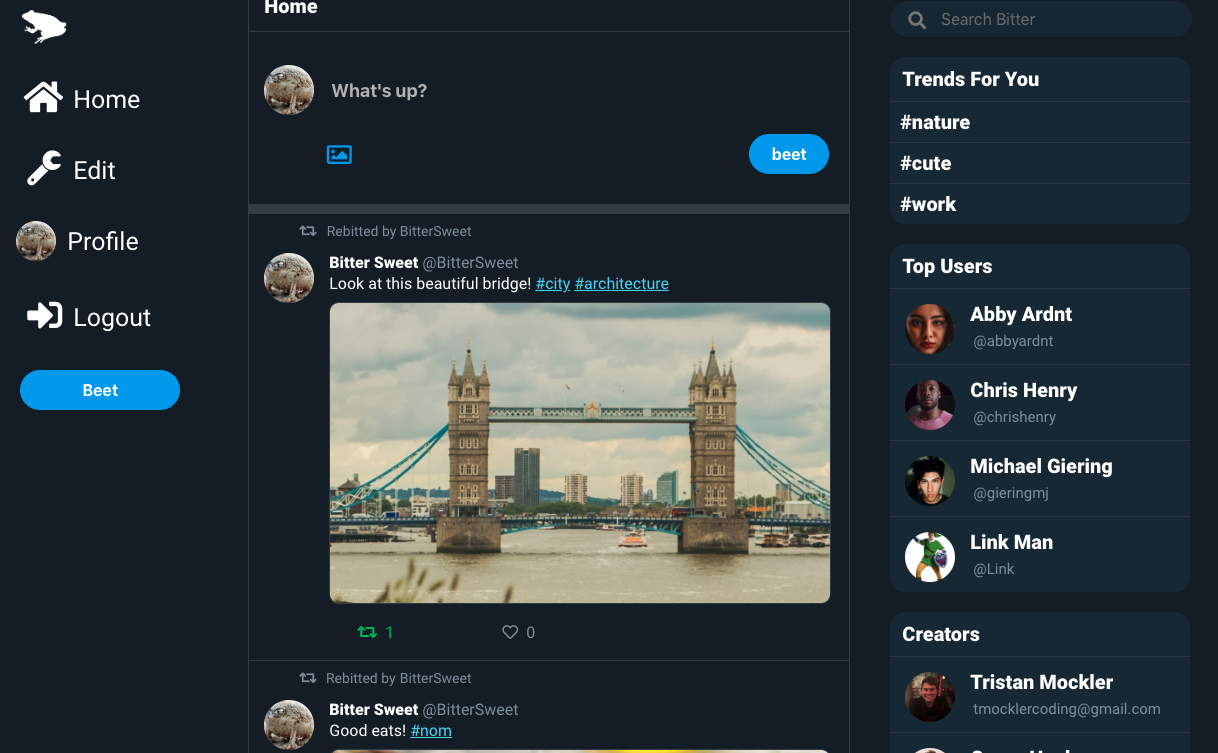 Home
Edit
Profile
Logout
Beet
Home
What's up?
beet
Rebitted by BitterSweet
Bitter Sweet @BitterSweet
Look at this beautiful bridge! #city #architecture
1 0
Rebitted by BitterSweet
Bitter Sweet @BitterSweet
Good eats! #nom
Search Bitter
Trends For You
#nature
#cute
#work
Top Users
Abby Ardnt
@abbyardnt
Chris Henry
@chrishenry
Michael Giering
@gieringmj
Link Man
@Link
Creators
Tristan Mockler
tmocklercoding@gmail.com